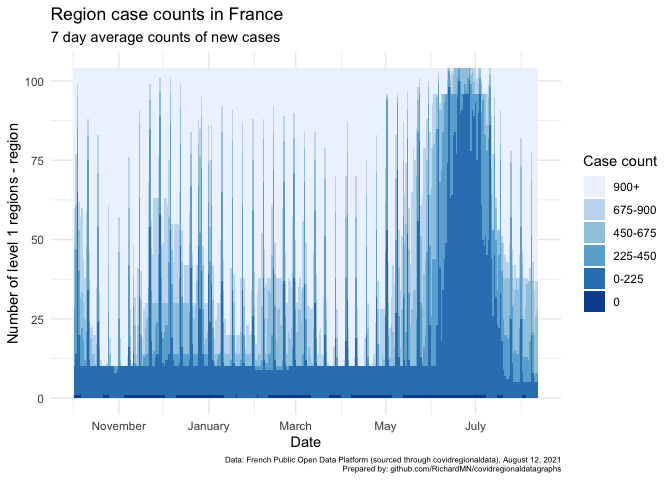 Region case counts in France
7 day average counts of new cases
Number of level 1 regions - region
100
75
50
25
0
November
January
March
May
July
Date
Case count
900+
675-900
450-675
225-450
0-225
0
Data: French Public Open Data Platform (sourced through covidregionaldata), August 12, 2021
Prepared by: github.com/RichardMN/covidregionaldatagraphs